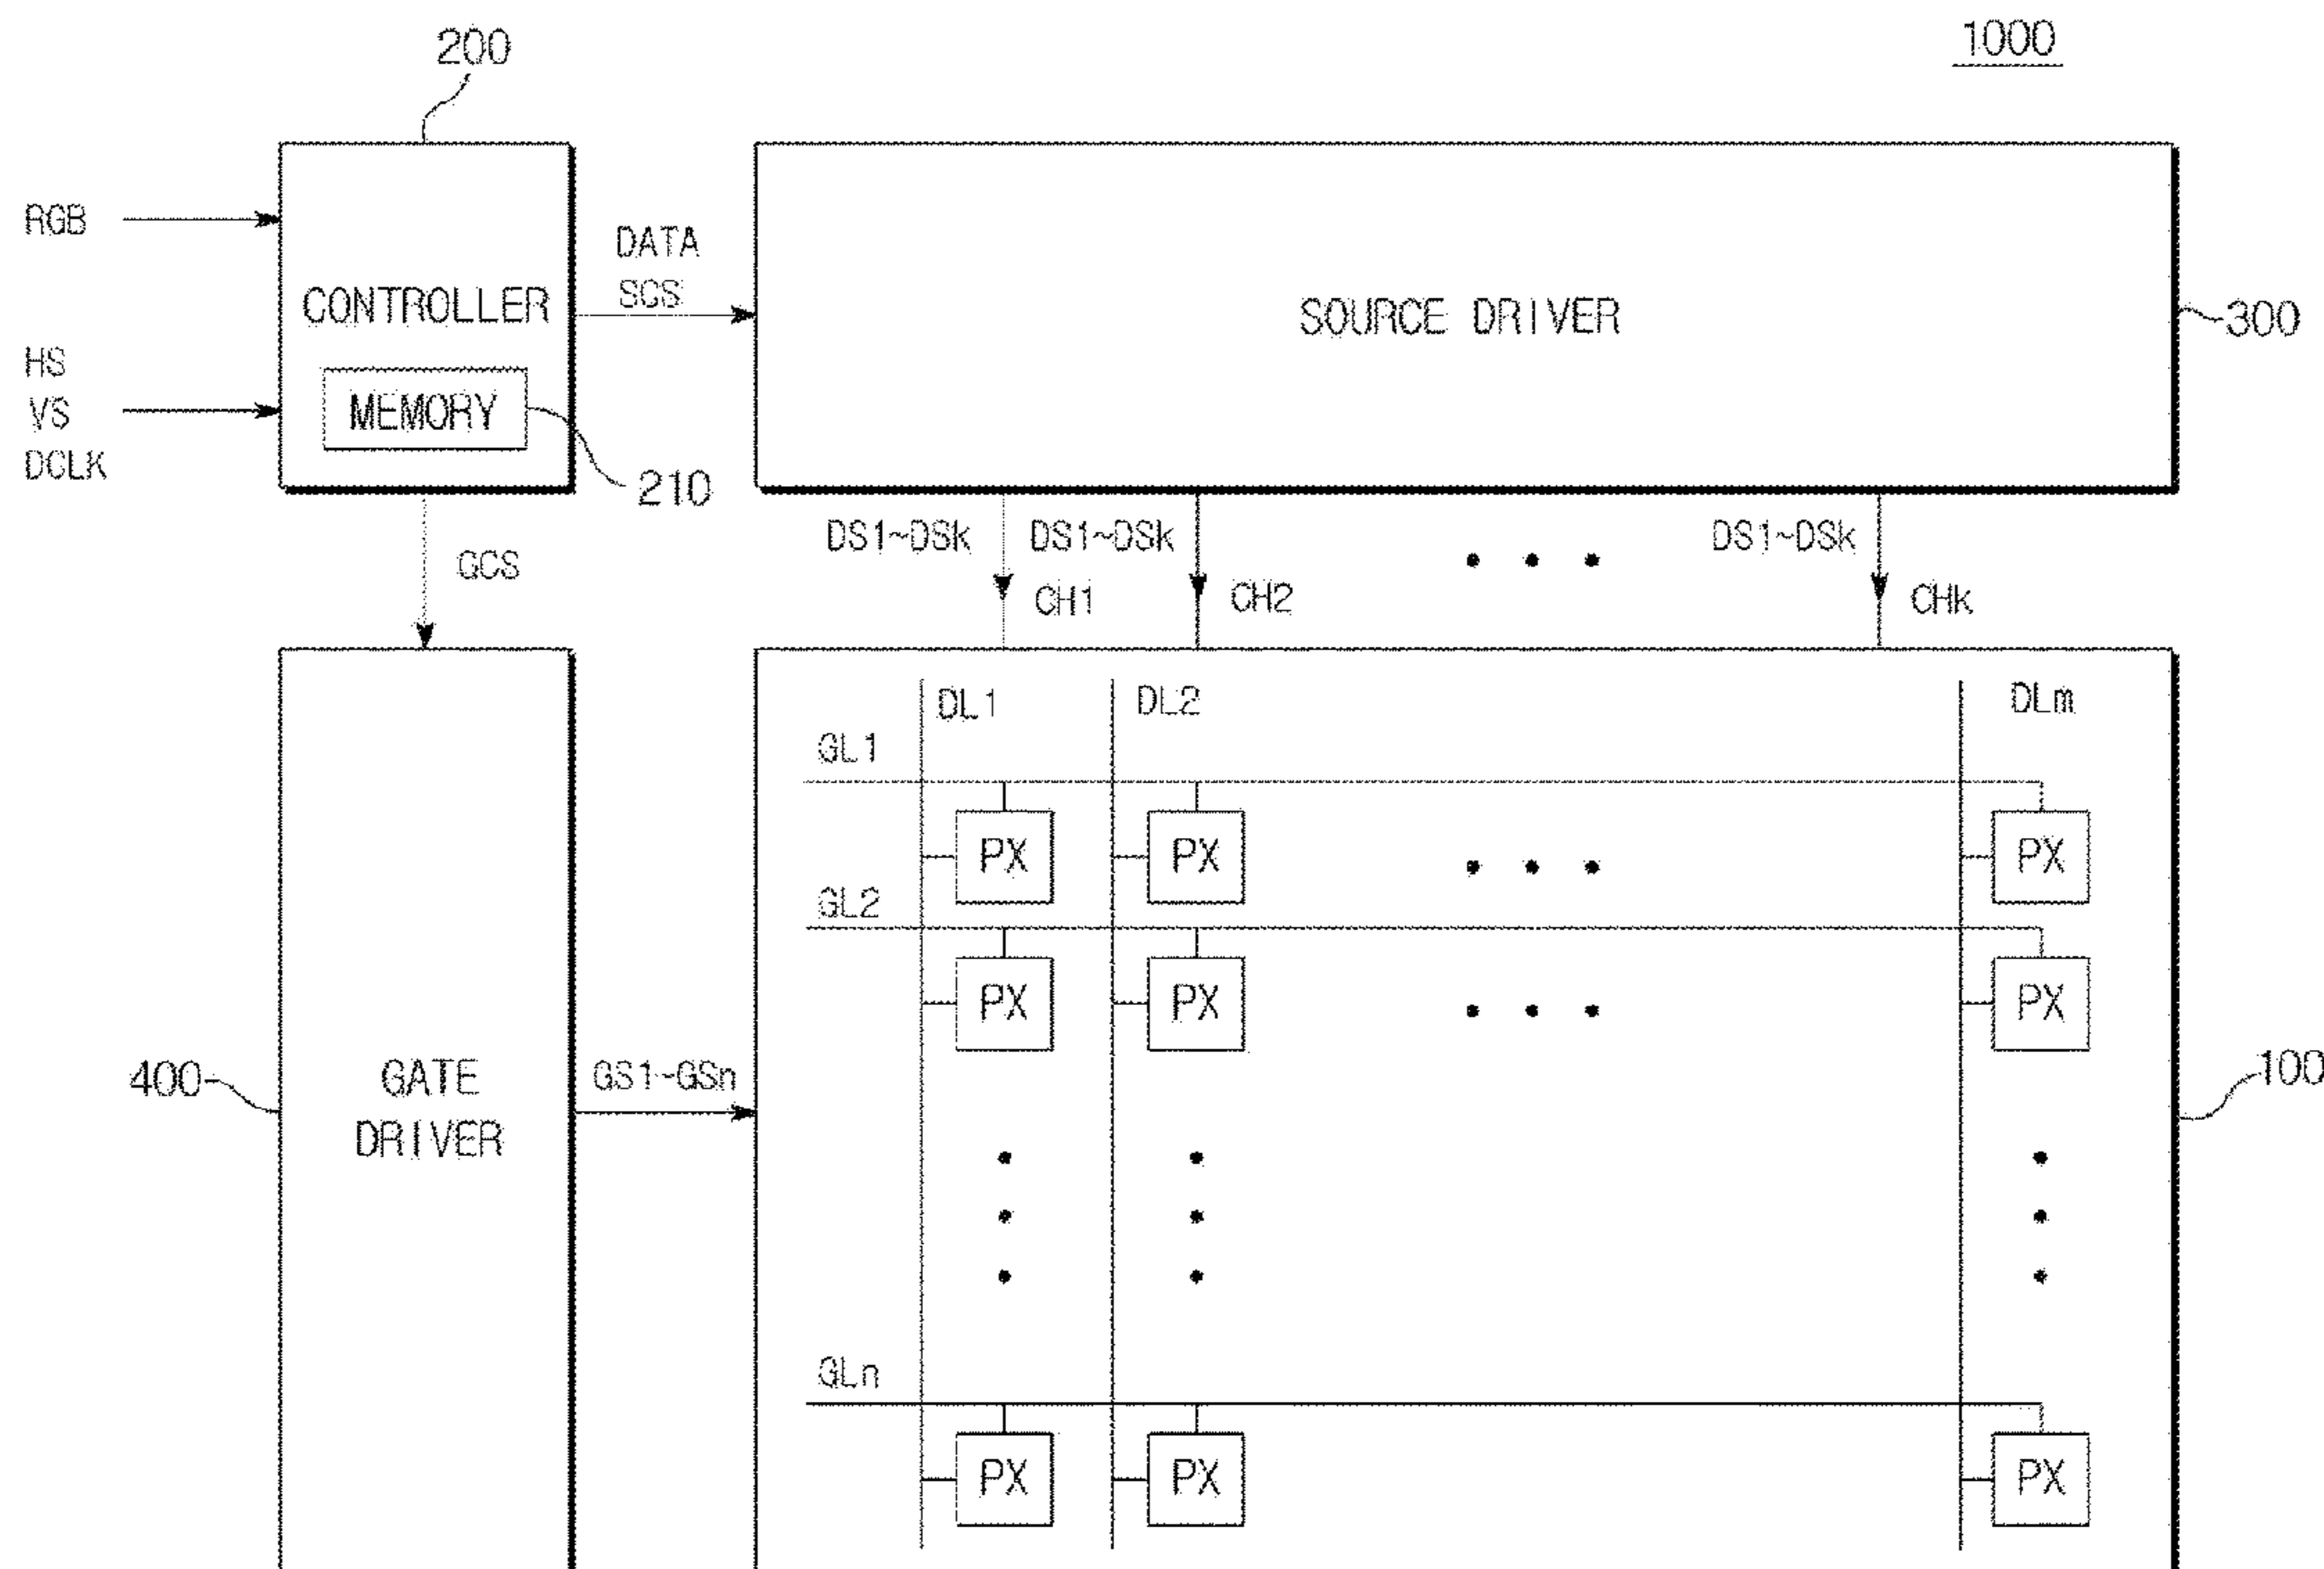 200
1000
RGB
CONTROLLER
HS
VS
DCLK
MEMORY
210
DATA
SCS
SOURCE DRIVER
300
GCS
DS1~DSk
DS1~DSk
DS1~DSk
CH1
CH2
CHk
DL1
DL2
DLm
GL1
PX
PX
PX
GL2
PX
PX
PX
400
GATE
DRIVER
GS1~GSn
100
GLn
PX
PX
PX